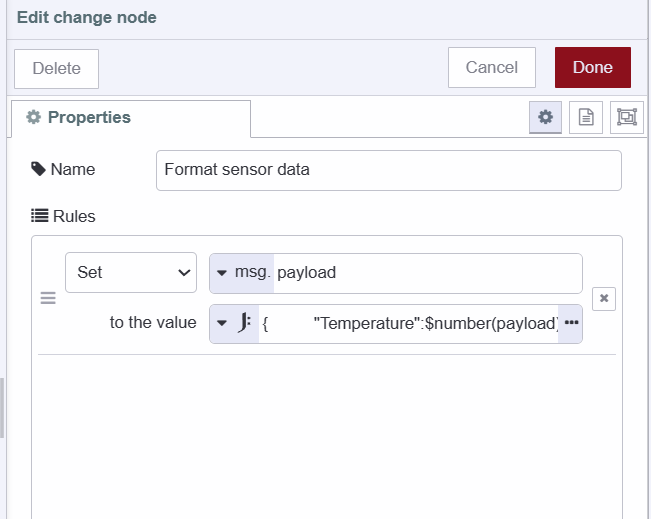 Edit change node
Delete
Cancel
Done
Properties
Name
Format sensor data
Rules
Set
msg. payload
to the value
J: { "Temperature":$number(payload) •••